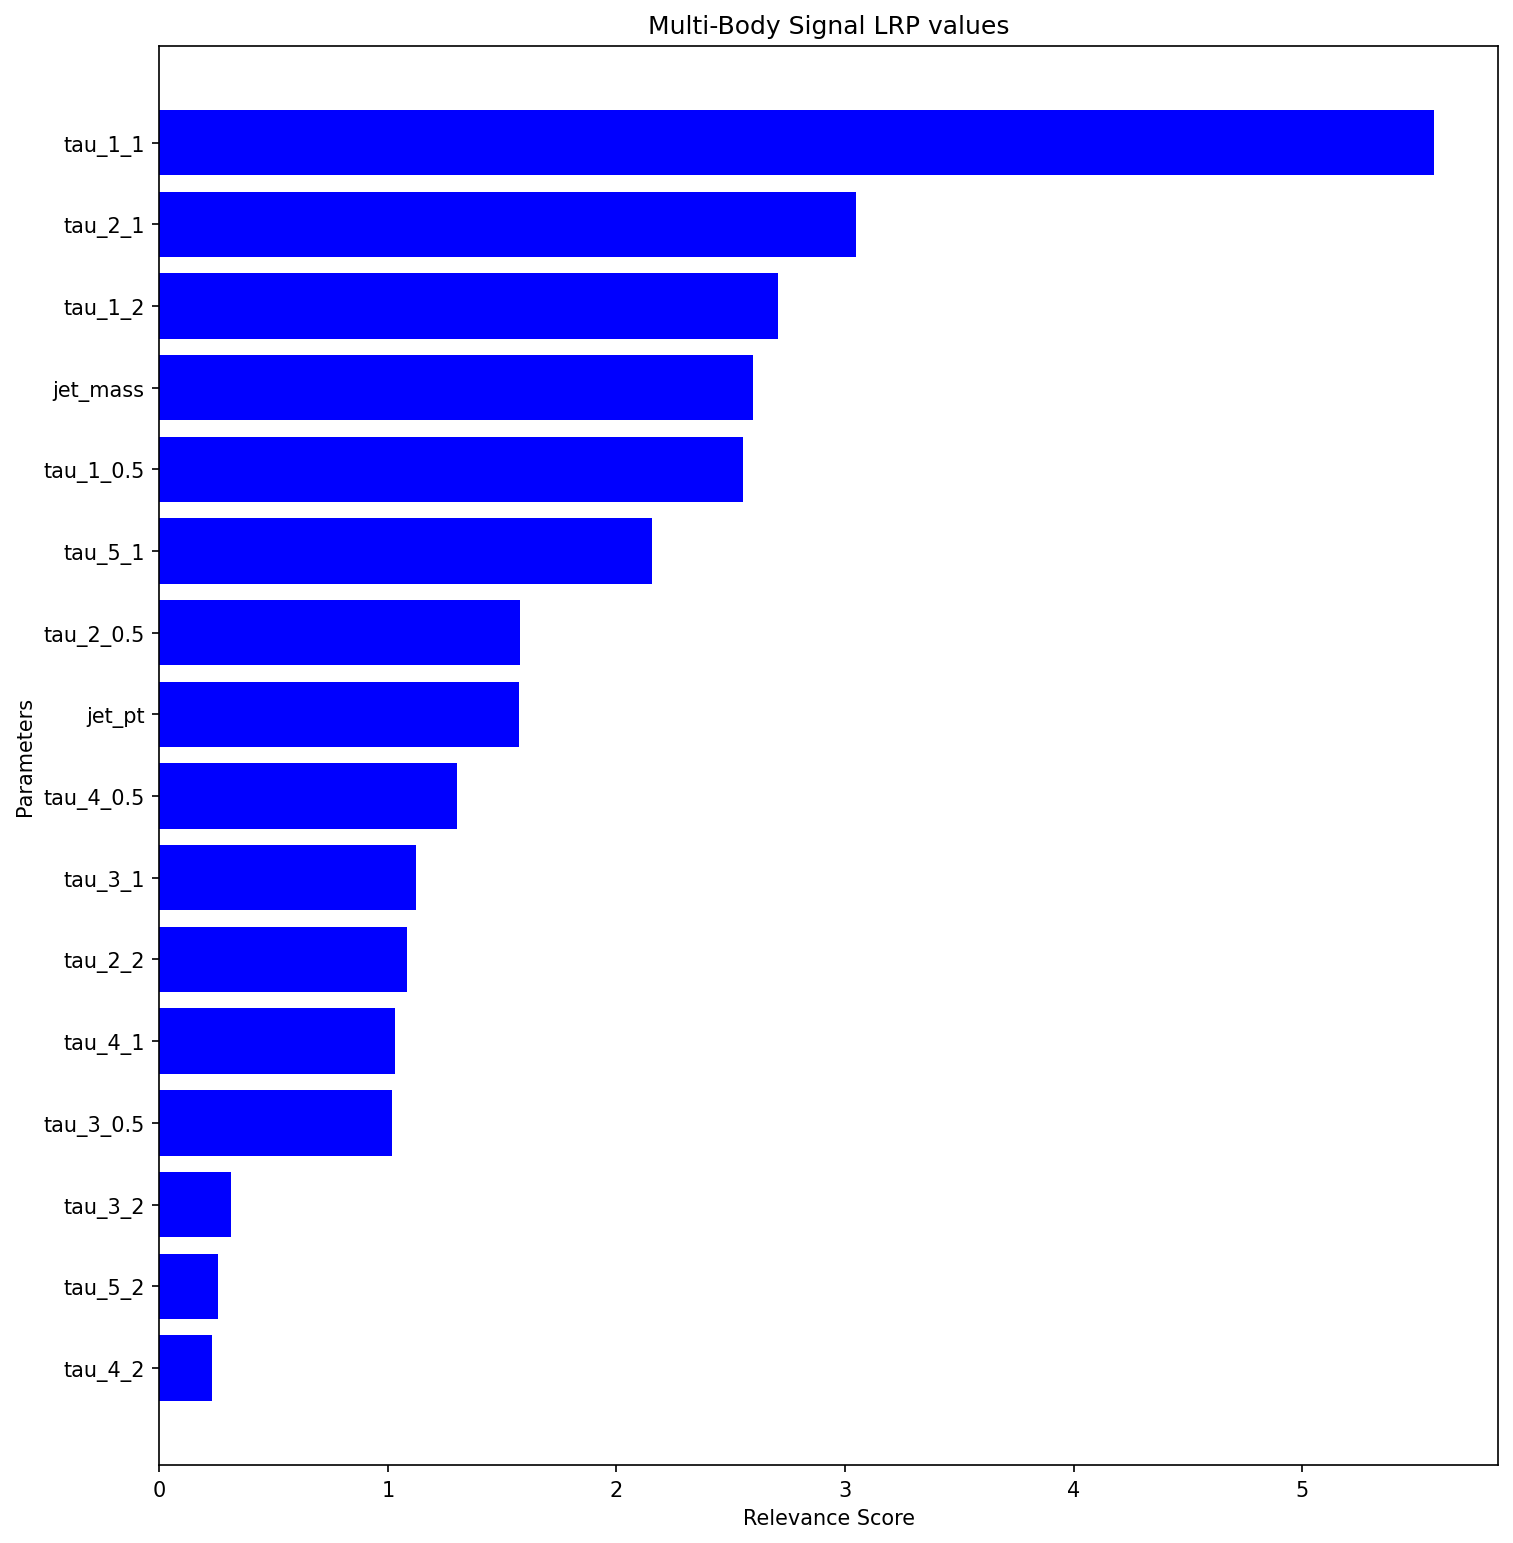 Multi-Body Signal LRP values
tau_1_1
tau_2_1
tau_1_2
jet_mass
tau_1_0.5
tau_5_1
tau_2_0.5
jet_pt
tau_4_0.5
tau_3_1
tau_2_2
tau_4_1
tau_3_0.5
tau_3_2
tau_5_2
tau_4_2
Parameters
0 1 2 3 4 5
Relevance Score